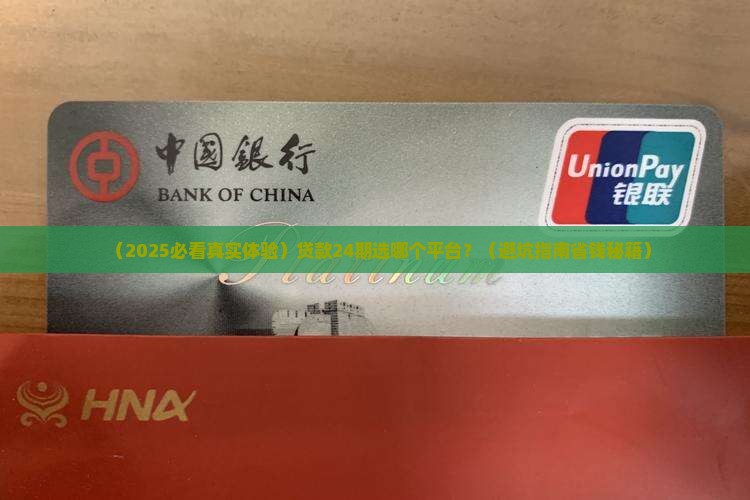 中國銀行
BANK OF CHINA
UnionPay
银联
（2025必看真实体验）贷款24期选哪个平台？（避坑指南省钱秘籍）
Platinum
HNA